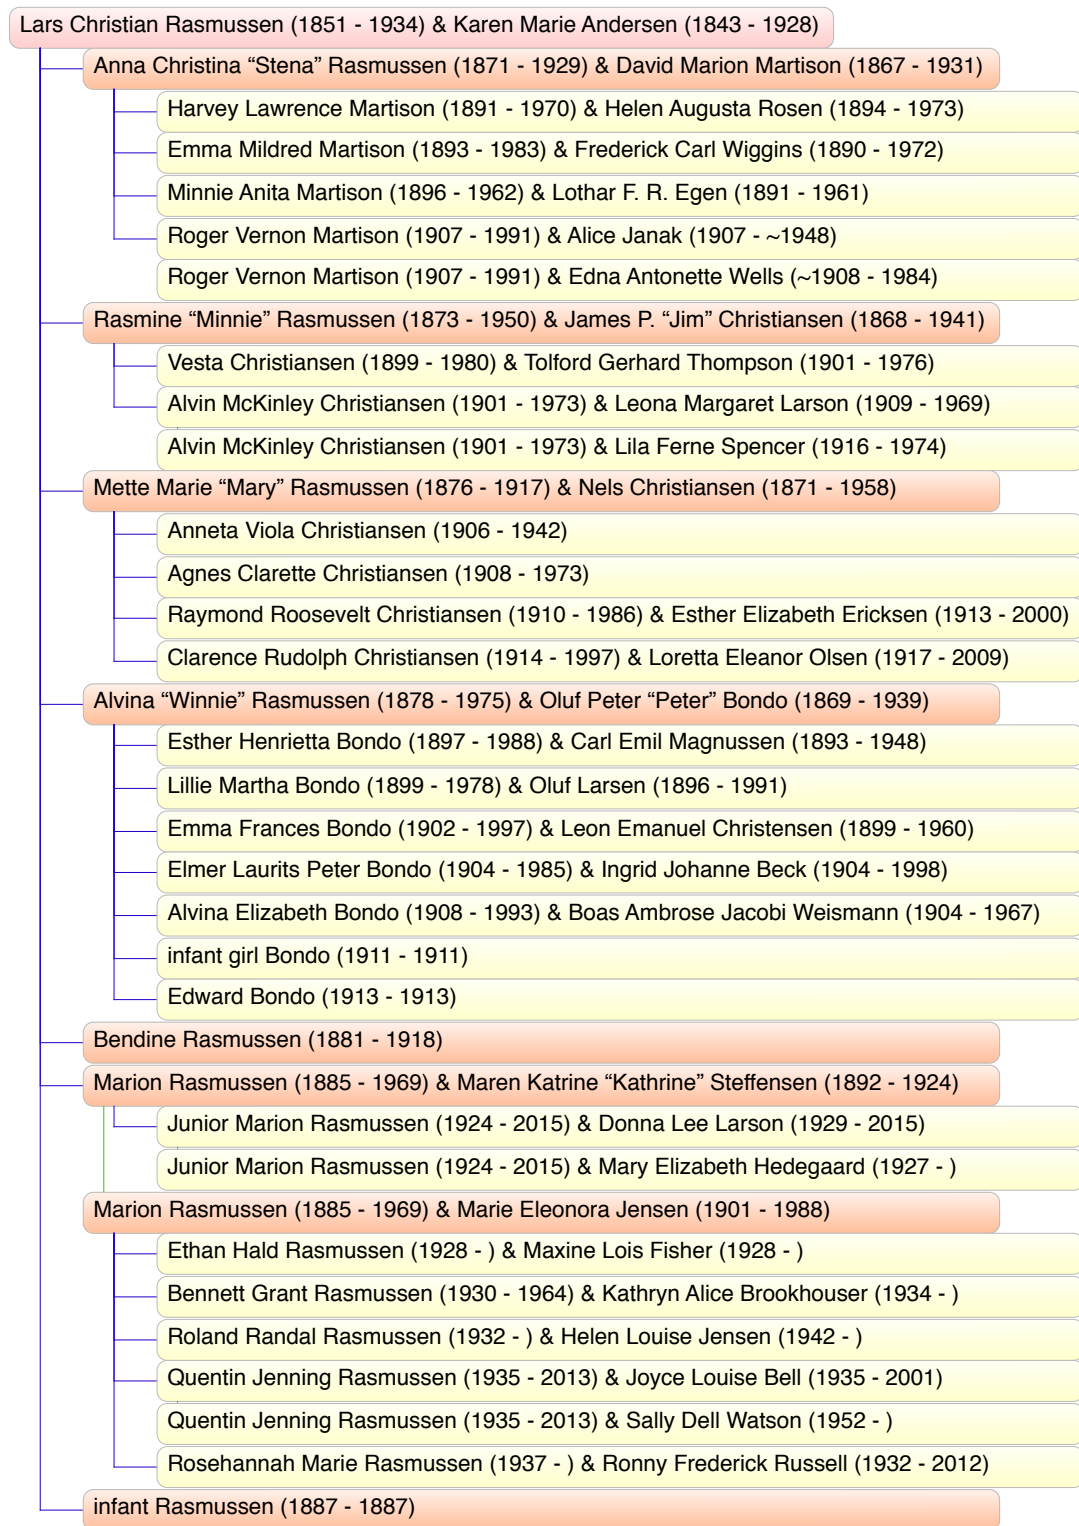 Lars Christian Rasmussen (1851 - 1934) & Karen Marie Andersen (1843 - 1928)
Anna Christina “Stena” Rasmussen (1871 - 1929) & David Marion Martison (1867 - 1931)
Harvey Lawrence Martison (1891 - 1970) & Helen Augusta Rosen (1894 - 1973)
Emma Mildred Martison (1893 - 1983) & Frederick Carl Wiggins (1890 - 1972)
Minnie Anita Martison (1896 - 1962) & Lothar F. R. Egen (1891 - 1961)
Roger Vernon Martison (1907 - 1991) & Alice Janak (1907 - ~1948)
Roger Vernon Martison (1907 - 1991) & Edna Antonette Wells (~1908 - 1984)
Rasmine “Minnie” Rasmussen (1873 - 1950) & James P. “Jim” Christiansen (1868 - 1941)
Vesta Christiansen (1899 - 1980) & Tolford Gerhard Thompson (1901 - 1976)
Alvin McKinley Christiansen (1901 - 1973) & Leona Margaret Larson (1909 - 1969)
Alvin McKinley Christiansen (1901 - 1973) & Lila Ferne Spencer (1916 - 1974)
Mette Marie “Mary” Rasmussen (1876 - 1917) & Nels Christiansen (1871 - 1958)
Anneta Viola Christiansen (1906 - 1942)
Agnes Clarette Christiansen (1908 - 1973)
Raymond Roosevelt Christiansen (1910 - 1986) & Esther Elizabeth Ericksen (1913 - 2000)
Clarence Rudolph Christiansen (1914 - 1997) & Loretta Eleanor Olsen (1917 - 2009)
Alvina “Winnie” Rasmussen (1878 - 1975) & Oluf Peter “Peter” Bondo (1869 - 1939)
Esther Henrietta Bondo (1897 - 1988) & Carl Emil Magnussen (1893 - 1948)
Lillie Martha Bondo (1899 - 1978) & Oluf Larsen (1896 - 1991)
Emma Frances Bondo (1902 - 1997) & Leon Emanuel Christensen (1899 - 1960)
Elmer Laurits Peter Bondo (1904 - 1985) & Ingrid Johanne Beck (1904 - 1998)
Alvina Elizabeth Bondo (1908 - 1993) & Boas Ambrose Jacobi Weismann (1904 - 1967)
infant girl Bondo (1911 - 1911)
Edward Bondo (1913 - 1913)
Bendine Rasmussen (1881 - 1918)
Marion Rasmussen (1885 - 1969) & Maren Katrine “Kathrine” Steffensen (1892 - 1924)
Junior Marion Rasmussen (1924 - 2015) & Donna Lee Larson (1929 - 2015)
Junior Marion Rasmussen (1924 - 2015) & Mary Elizabeth Hedegaard (1927 - )
Marion Rasmussen (1885 - 1969) & Marie Eleonora Jensen (1901 - 1988)
Ethan Hald Rasmussen (1928 - ) & Maxine Lois Fisher (1928 - )
Bennett Grant Rasmussen (1930 - 1964) & Kathryn Alice Brookhouser (1934 - )
Roland Randal Rasmussen (1932 - ) & Helen Louise Jensen (1942 - )
Quentin Jenning Rasmussen (1935 - 2013) & Joyce Louise Bell (1935 - 2001)
Quentin Jenning Rasmussen (1935 - 2013) & Sally Dell Watson (1952 - )
Rosehannah Marie Rasmussen (1937 - ) & Ronny Frederick Russell (1932 - 2012)
infant Rasmussen (1887 - 1887)